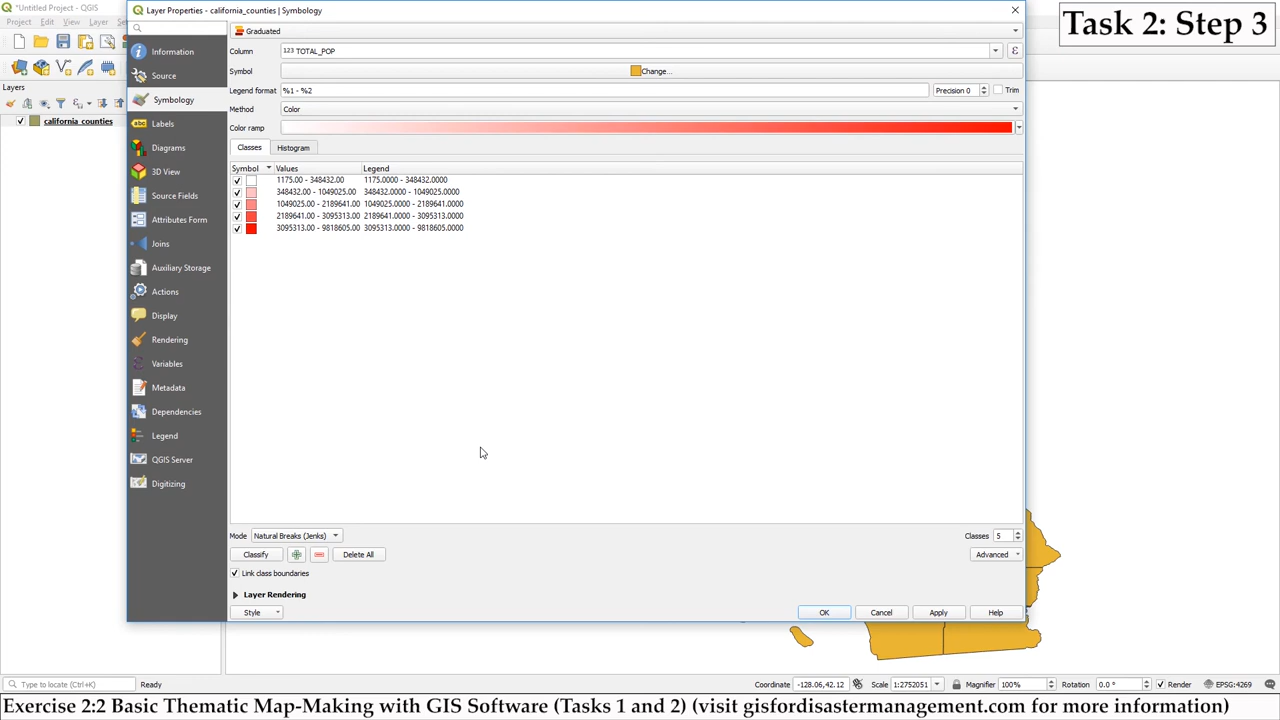 *Untitled Project - QGIS
Project Edit View Layer
Layer Properties - california_counties | Symbology
Task 2: Step 3
Graduated
Information
Column 123 TOTAL_POP ε
Source
Symbol Change...
Layers
Symbology
Legend format %1 - %2 Precision 0 Trim
Method Color
california_counties
Labels
Color ramp
Diagrams
Classes Histogram
3D View
Symbol Values Legend
1175.00 - 348432.00 1175.0000 - 348432.0000
Source Fields
348432.00 - 1049025.00 348432.0000 - 1049025.0000
1049025.00 - 2189641.00 1049025.0000 - 2189641.0000
Attributes Form
2189641.00 - 3095313.00 2189641.0000 - 3095313.0000
3095313.00 - 9818605.00 3095313.0000 - 9818605.0000
Joins
Auxiliary Storage
Actions
Display
Rendering
Variables
Metadata
Dependencies
Legend
QGIS Server
Digitizing
Mode Natural Breaks (Jenks) Classes 5
Classify Delete All Advanced
Link class boundaries
Layer Rendering
Style OK Cancel Apply Help
Type to locate (Ctrl+K) Ready Coordinate -128.06,42.12 Scale 1:2752051 Magnifier 100% Rotation 0.0 ° Render EPSG:4269
Exercise 2:2 Basic Thematic Map-Making with GIS Software (Tasks 1 and 2) (visit gisfordisastermanagement.com for more information)